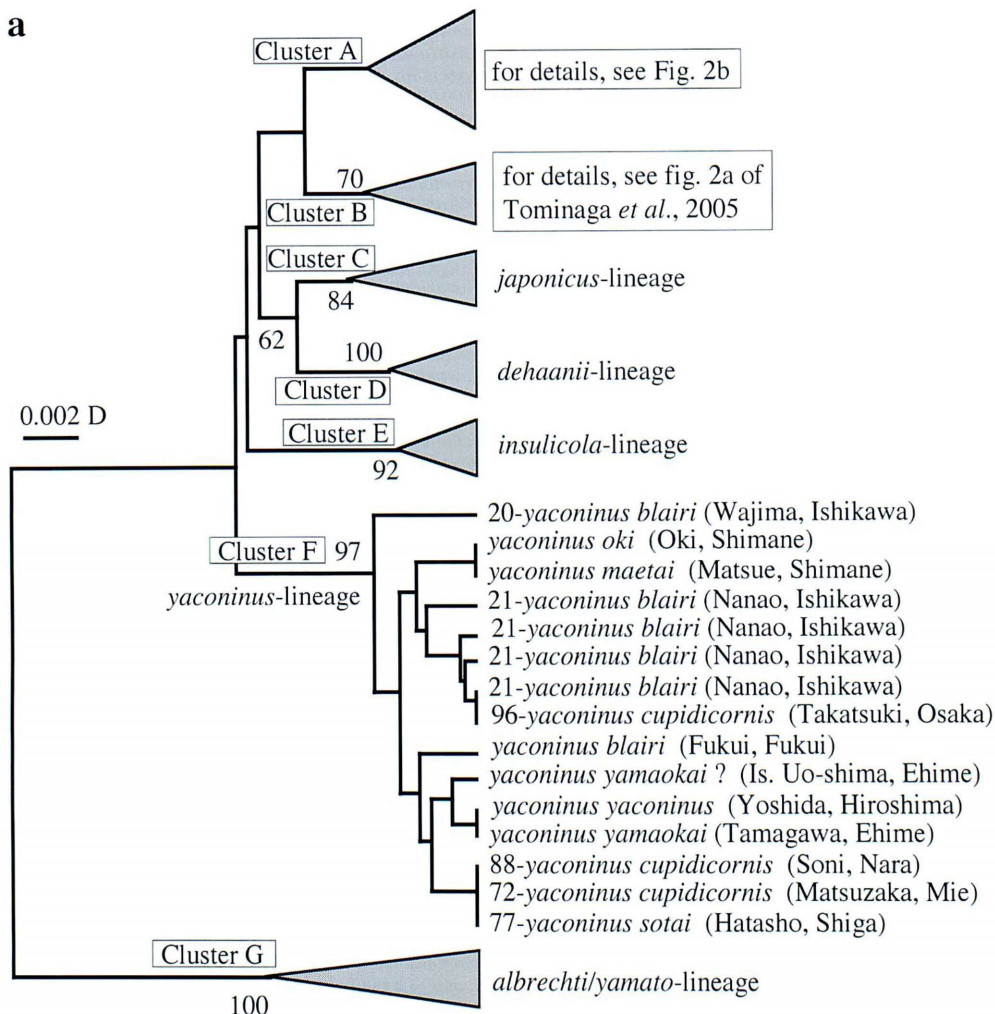 a
Cluster A
for details, see Fig. 2b
70
for details, see fig. 2a of
Tominaga et al., 2005
Cluster B
Cluster C
japonicus-lineage
84
62
100
dehaanii-lineage
Cluster D
0.002 D
Cluster E
insulicola-lineage
92
20-yaconinus blairi (Wajima, Ishikawa)
yaconinus oki (Oki, Shimane)
Cluster F 97
yaconinus maetai (Matsue, Shimane)
yaconinus-lineage
21-yaconinus blairi (Nanao, Ishikawa)
21-yaconinus blairi (Nanao, Ishikawa)
21-yaconinus blairi (Nanao, Ishikawa)
21-yaconinus blairi (Nanao, Ishikawa)
96-yaconinus cupidicornis (Takatsuki, Osaka)
yaconinus blairi (Fukui, Fukui)
yaconinus yamaokai ? (Is. Uo-shima, Ehime)
yaconinus yaconinus (Yoshida, Hiroshima)
yaconinus yamaokai (Tamagawa, Ehime)
88-yaconinus cupidicornis (Soni, Nara)
72-yaconinus cupidicornis (Matsuzaka, Mie)
77-yaconinus sotai (Hatasho, Shiga)
Cluster G
albrechti/yamato-lineage
100